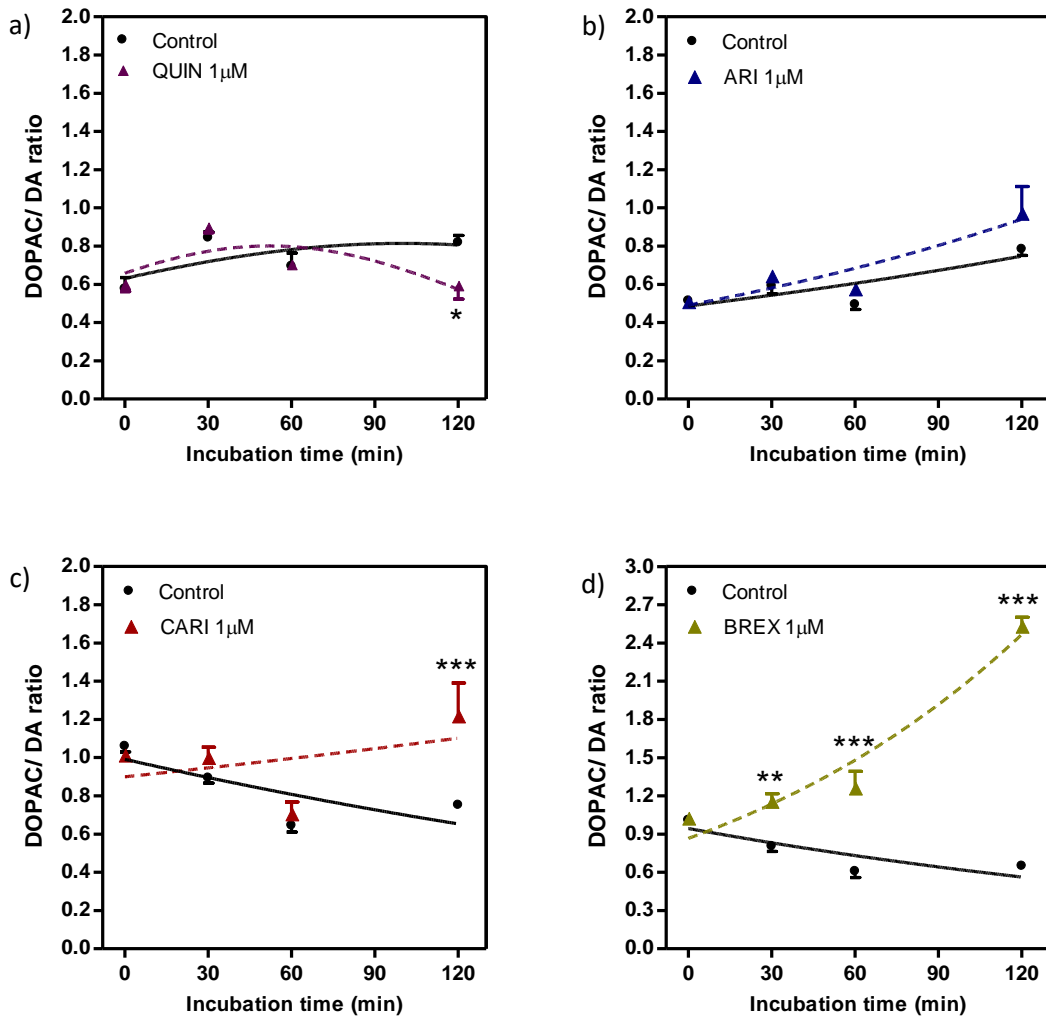 a)
DOPAC/ DA ratio
2.0
1.8
1.6
1.4
1.2
1.0
0.8
0.6
0.4
0.2
0.0
Control
QUIN 1μM
*
0 30 60 90 120
Incubation time (min)
b)
DOPAC/ DA ratio
2.0
1.8
1.6
1.4
1.2
1.0
0.8
0.6
0.4
0.2
0.0
Control
ARI 1μM
0 30 60 90 120
Incubation time (min)
c)
DOPAC/ DA ratio
2.0
1.8
1.6
1.4
1.2
1.0
0.8
0.6
0.4
0.2
0.0
Control
CARI 1μM
***
0 30 60 90 120
Incubation time (min)
d)
DOPAC/ DA ratio
3.0
2.7
2.4
2.1
1.8
1.5
1.2
0.9
0.6
0.3
0.0
Control
BREX 1μM
**
***
***
0 30 60 90 120
Incubation time (min)